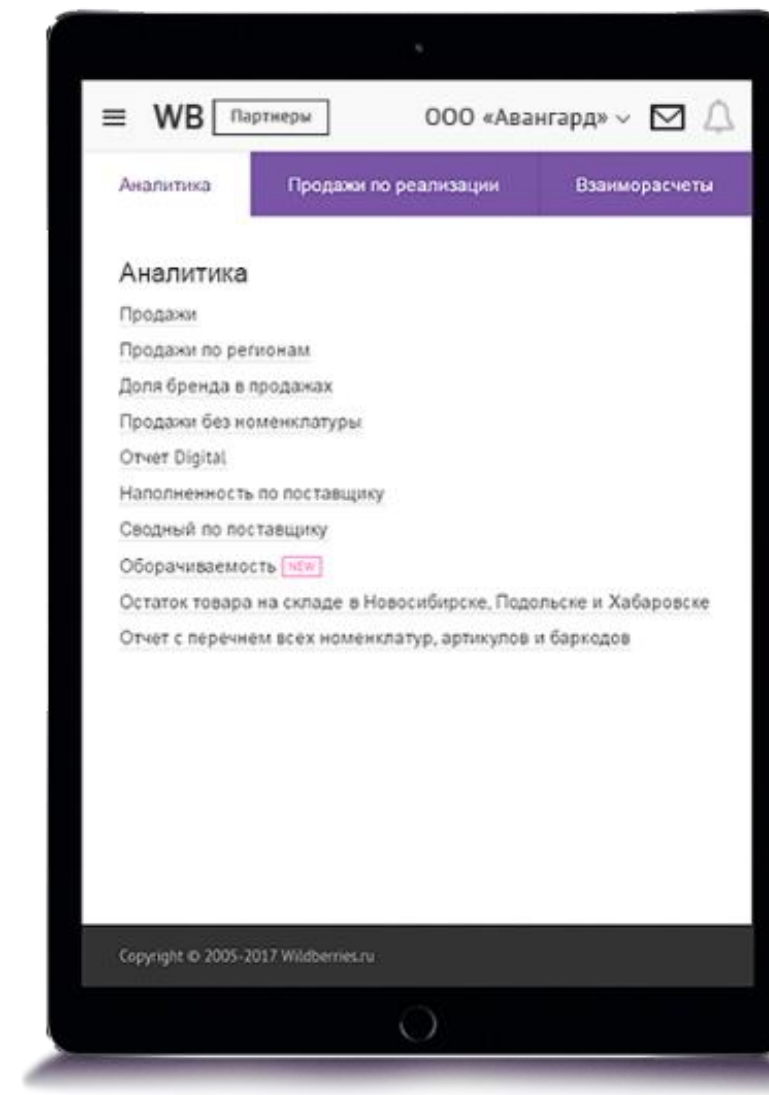 WB Партнеры ООО «Авангард»
Аналитика Продажи по реализации Взаиморасчеты
Аналитика
Продажи
Продажи по регионам
Доля бренда в продажах
Продажи без номенклатуры
Отчет Digital
Наполненность по поставщику
Сводный по поставщику
Оборачиваемость NEW
Остаток товара на складе в Новосибирске, Подольске и Хабаровске
Отчет с перечнем всех номенклатур, артикулов и баркодов
Copyright © 2005-2017 Wildberries.ru